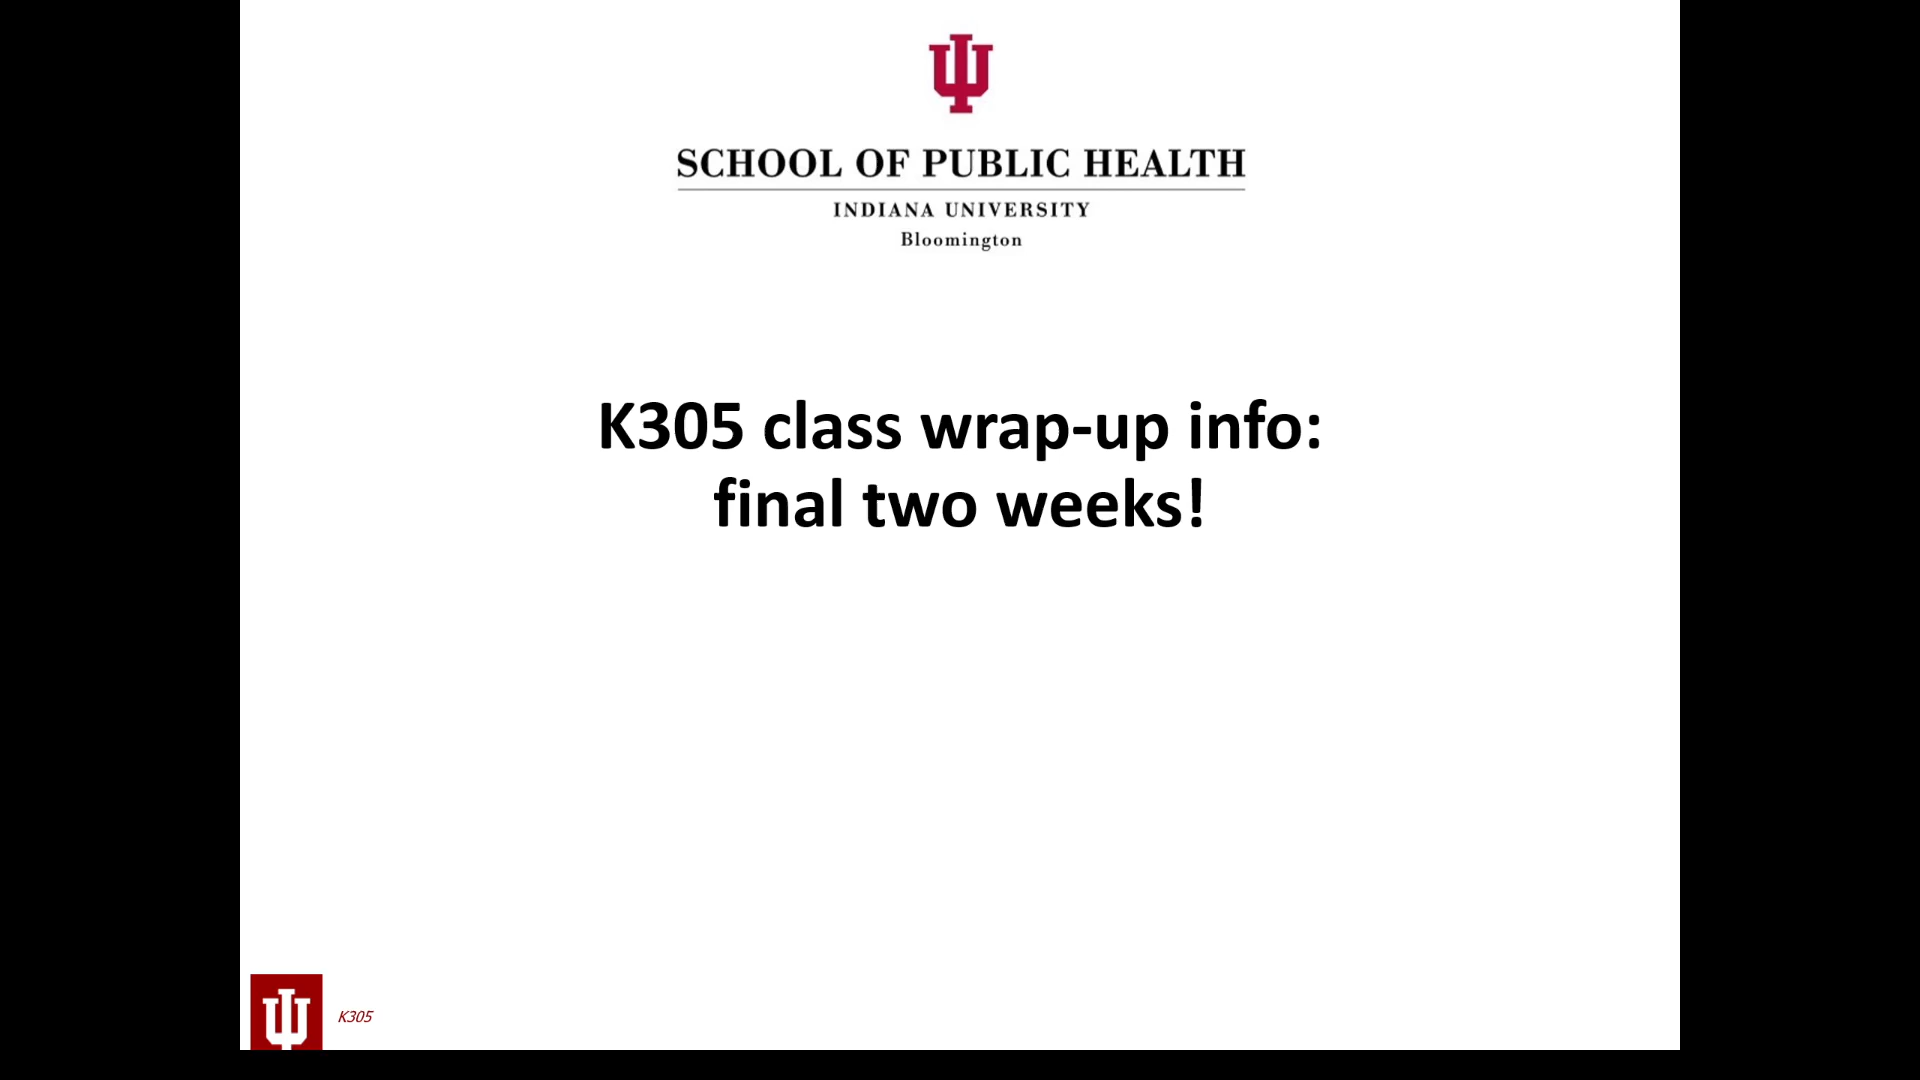 SCHOOL OF PUBLIC HEALTH
INDIANA UNIVERSITY
Bloomington
K305 class wrap-up info:
final two weeks!
K305